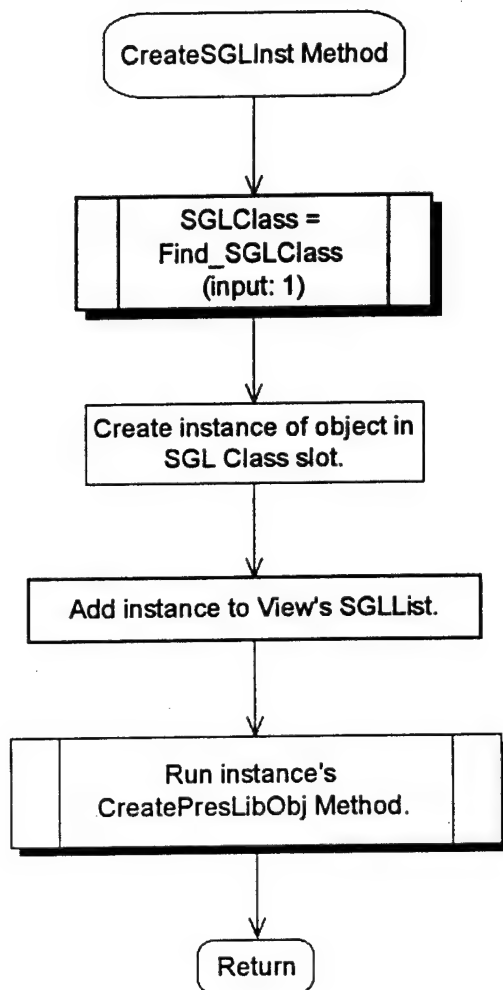 CreateSGLInst Method
SGLClass =
Find_SGLClass
(input: 1)
Create instance of object in
SGL Class slot.
Add instance to View's SGLList.
Run instance's
CreatePresLibObj Method.
Return